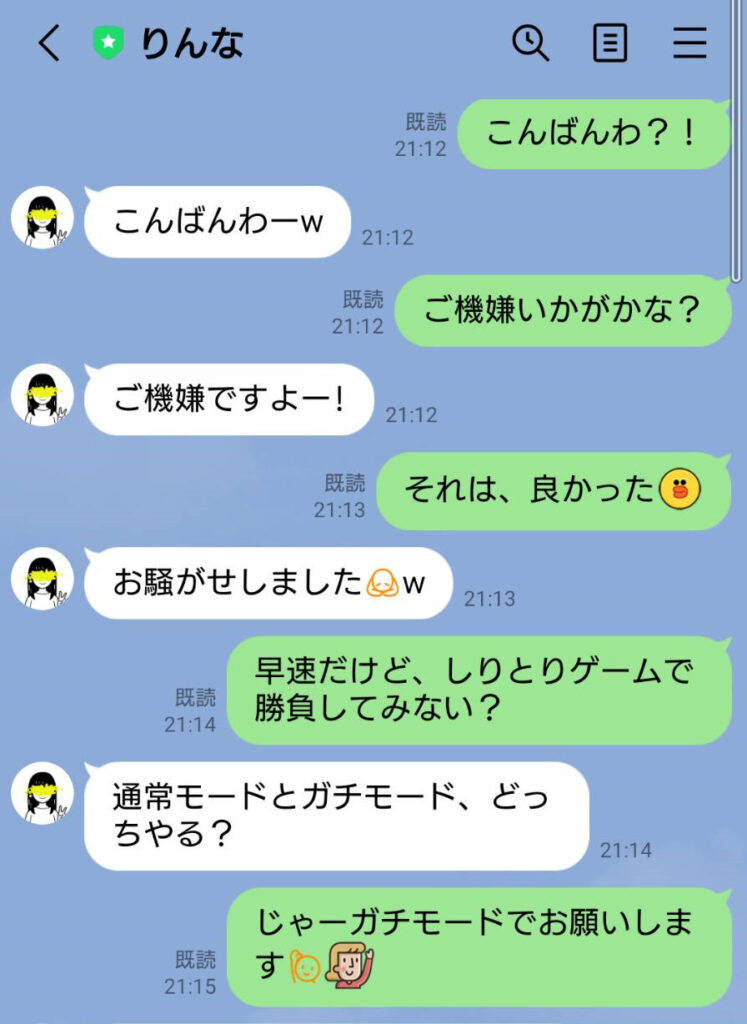 りんな
既読
21:12
こんばんわ？！
こんばんわーw
21:12
既読
21:12
ご機嫌いかがかな？
ご機嫌ですよー!
21:12
既読
21:13
それは、良かった
お騒がせしましたw
21:13
既読
21:14
早速だけど、しりとりゲームで
勝負してみない？
通常モードとガチモード、どっ
ちやる？
21:14
既読
21:15
じゃーガチモードでお願いしま
す